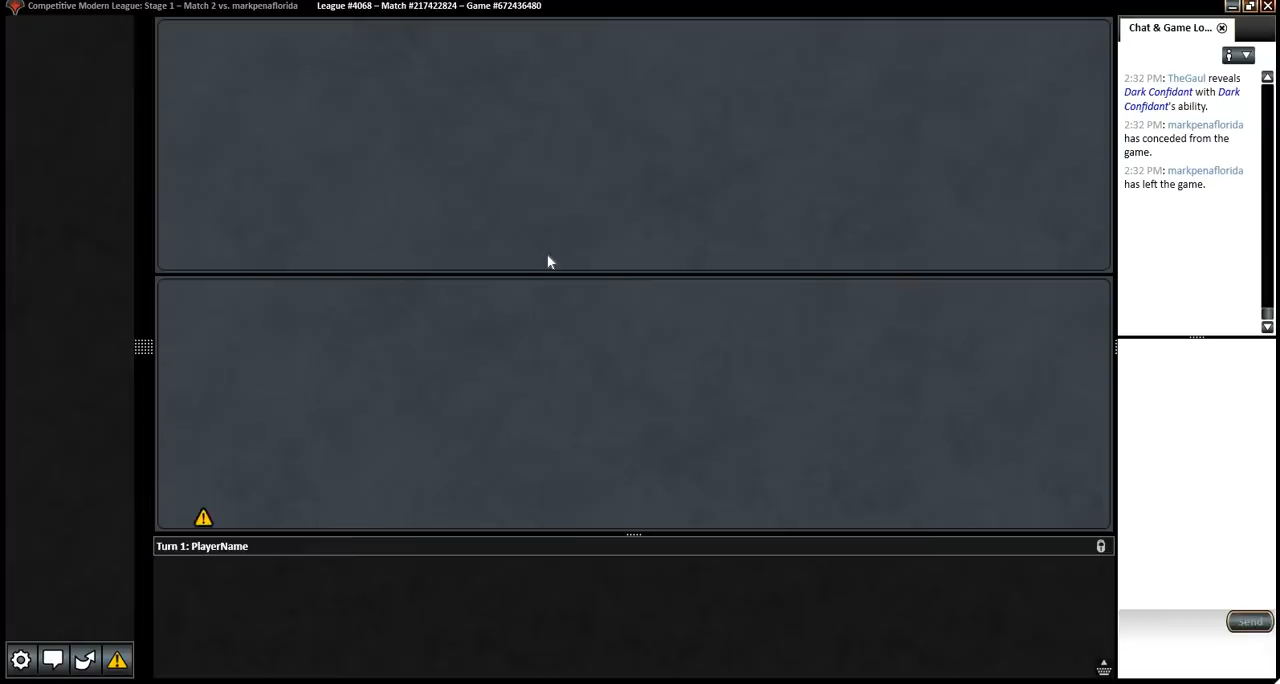 Competitive Modern League: Stage 1 – Match 2 vs. markpenaflorida
League #4068 – Match #217422824 – Game #672436480
Chat & Game Lo...
2:32 PM: TheGaul reveals
Dark Confidant with Dark
Confidant's ability.
2:32 PM: markpenaflorida
has conceded from the
game.
2:32 PM: markpenaflorida
has left the game.
Turn 1: PlayerName
Send